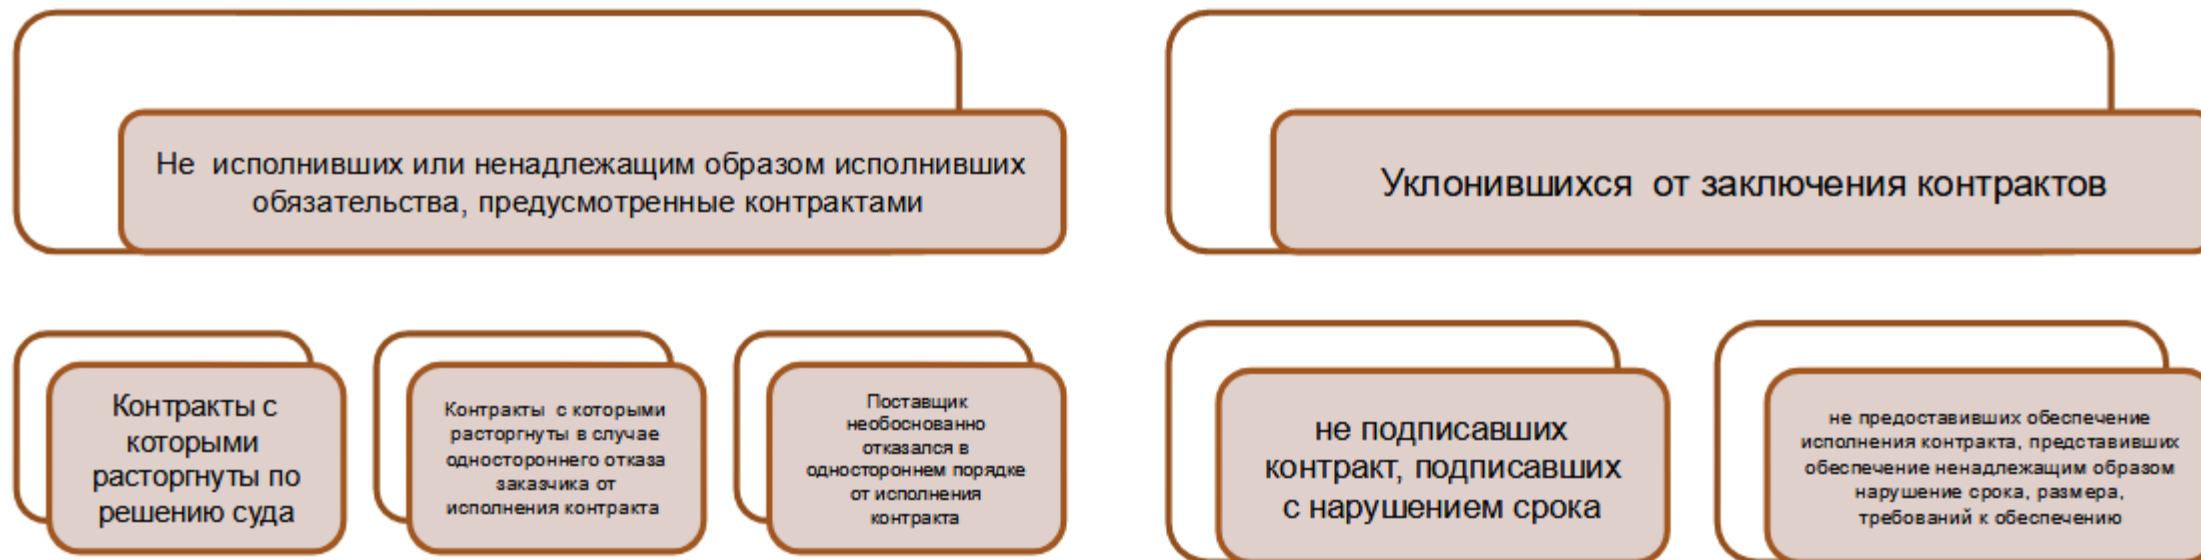 Не исполнивших или ненадлежащим образом исполнивших
обязательства, предусмотренные контрактами
Уклонившихся от заключения контрактов
Контракты с
которыми
расторгнуты по
решению суда
Контракты с которыми
расторгнуты в случае
одностороннего отказа
заказчика от
исполнения контракта
Поставщик
необоснованно
отказался в
одностороннем порядке
от исполнения
контракта
не подписавших
контракт, подписавших
с нарушением срока
не предоставивших обеспечение
исполнения контракта, представивших
обеспечение ненадлежащим образом
нарушение срока, размера,
требований к обеспечению